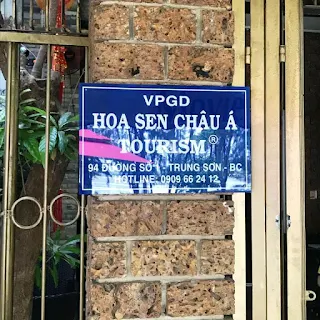 VPGD
HOA SEN CHÂU Á
TOURISM®
94 ĐƯỜNG SỐ 1 - TRUNG SƠN - BC
HOTLINE: 0909 66 24 12